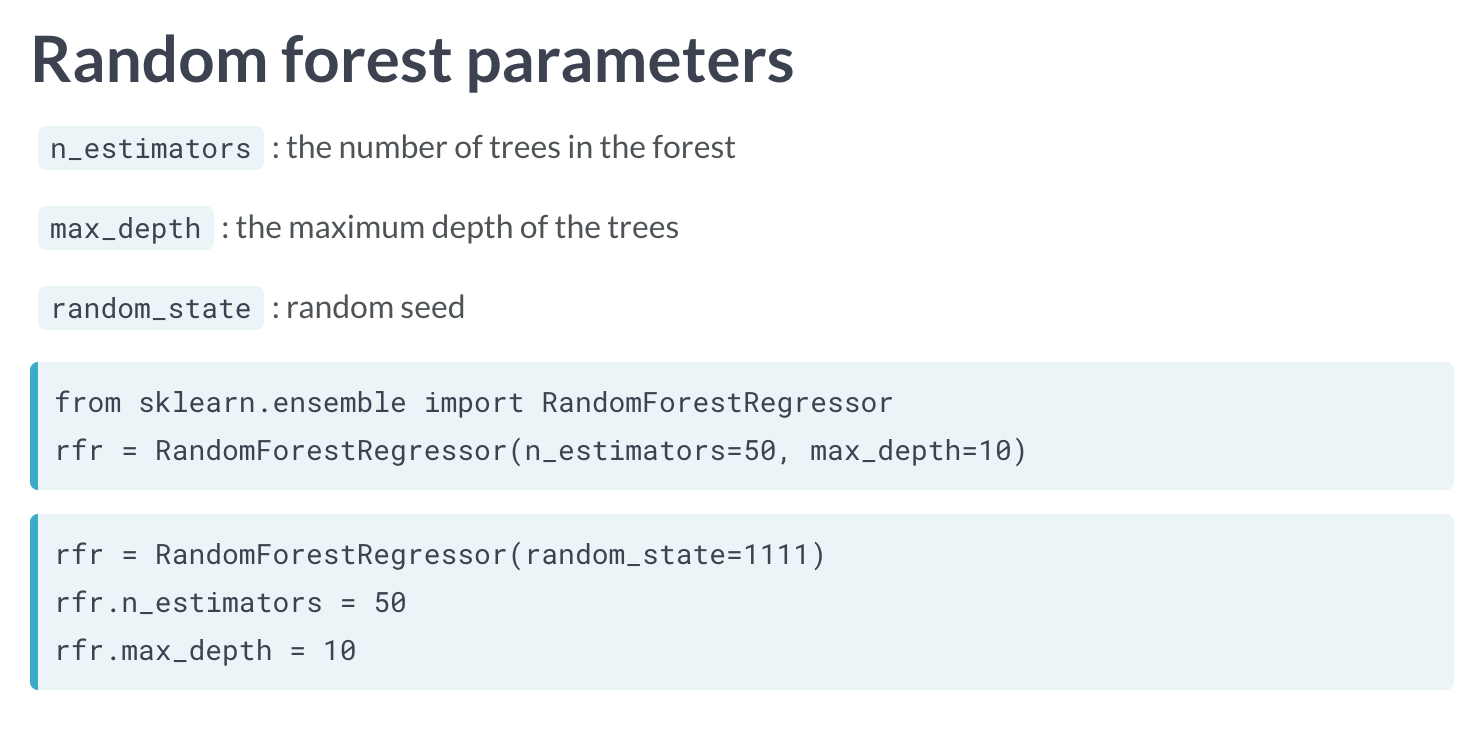 Random forest parameters
n_estimators : the number of trees in the forest
max_depth : the maximum depth of the trees
random_state : random seed
from sklearn.ensemble import RandomForestRegressor
rfr = RandomForestRegressor(n_estimators=50, max_depth=10)
rfr = RandomForestRegressor(random_state=1111)
rfr.n_estimators = 50
rfr.max_depth = 10